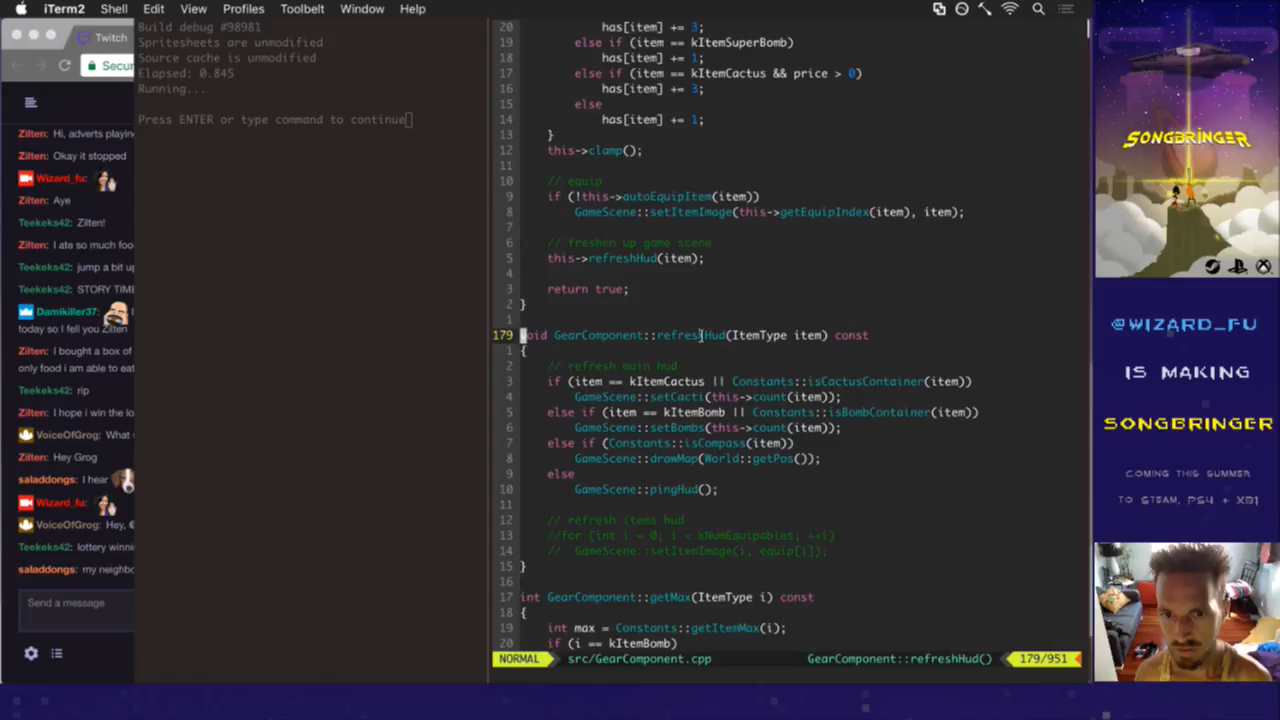 iTerm2 Shell Edit View Profiles Toolbelt Window Help
Twitch
Secur
Zilten: Hi, adverts playin
Zilten: Okay it stopped
Wizard_fu:
Zilten: Aye
Teekeks42: Zilten!
Zilten: I ate so much foo
Teekeks42: jump a bit up
Teekeks42: STORY TIME
Damikiller37:
today so I fell you Zilten
Zilten: I bought a box of
only food i am able to eat
Teekeks42: rip
Zilten: I hope i win the lo
VoiceOfGrog: What
Zilten: Hey Grog
saladdongs: I hear
Wizard_fu:
VoiceOfGrog: Hey,
Teekeks42: lottery winni
saladdongs: my neighbo
Send a message
Build debug #98981
Spritesheets are unmodified
Source cache is unmodified
Elapsed: 0.845
Running...
Press ENTER or type command to continue
20 has[item] += 3;
19 else if (item == kItemSuperBomb)
18 has[item] += 1;
17 else if (item == kItemCactus && price > 0)
16 has[item] += 3;
15 else
14 has[item] += 1;
13 }
12 this->clamp();
11
10 // equip
9 if (!this->autoEquipItem(item))
8 GameScene::setItemImage(this->getEquipIndex(item), item);
7
6 // freshen up game scene
5 this->refreshHud(item);
4
3 return true;
2 }
1
179 void GearComponent::refreshHud(ItemType item) const
1 {
2 // refresh main hud
3 if (item == kItemCactus || Constants::isCactusContainer(item))
4 GameScene::setCacti(this->count(item));
5 else if (item == kItemBomb || Constants::isBombContainer(item))
6 GameScene::setBombs(this->count(item));
7 else if (Constants::isCompass(item))
8 GameScene::drawMap(World::getPos());
9 else
10 GameScene::pingHud();
11
12 // refresh items hud
13 //for (int i = 0; i < kNumEquipables; ++i)
14 // GameScene::setItemImage(i, equip[i]);
15 }
16
17 int GearComponent::getMax(ItemType i) const
18 {
19 int max = Constants::getItemMax(i);
20 if (i == kItemBomb)
NORMAL src/GearComponent.cpp GearComponent::refreshHud() 179/951
SONGBRINGER
@WIZARD_FU
IS MAKING
SONGBRINGER
COMING THIS SUMMER
TO STEAM, PS4 + XB1